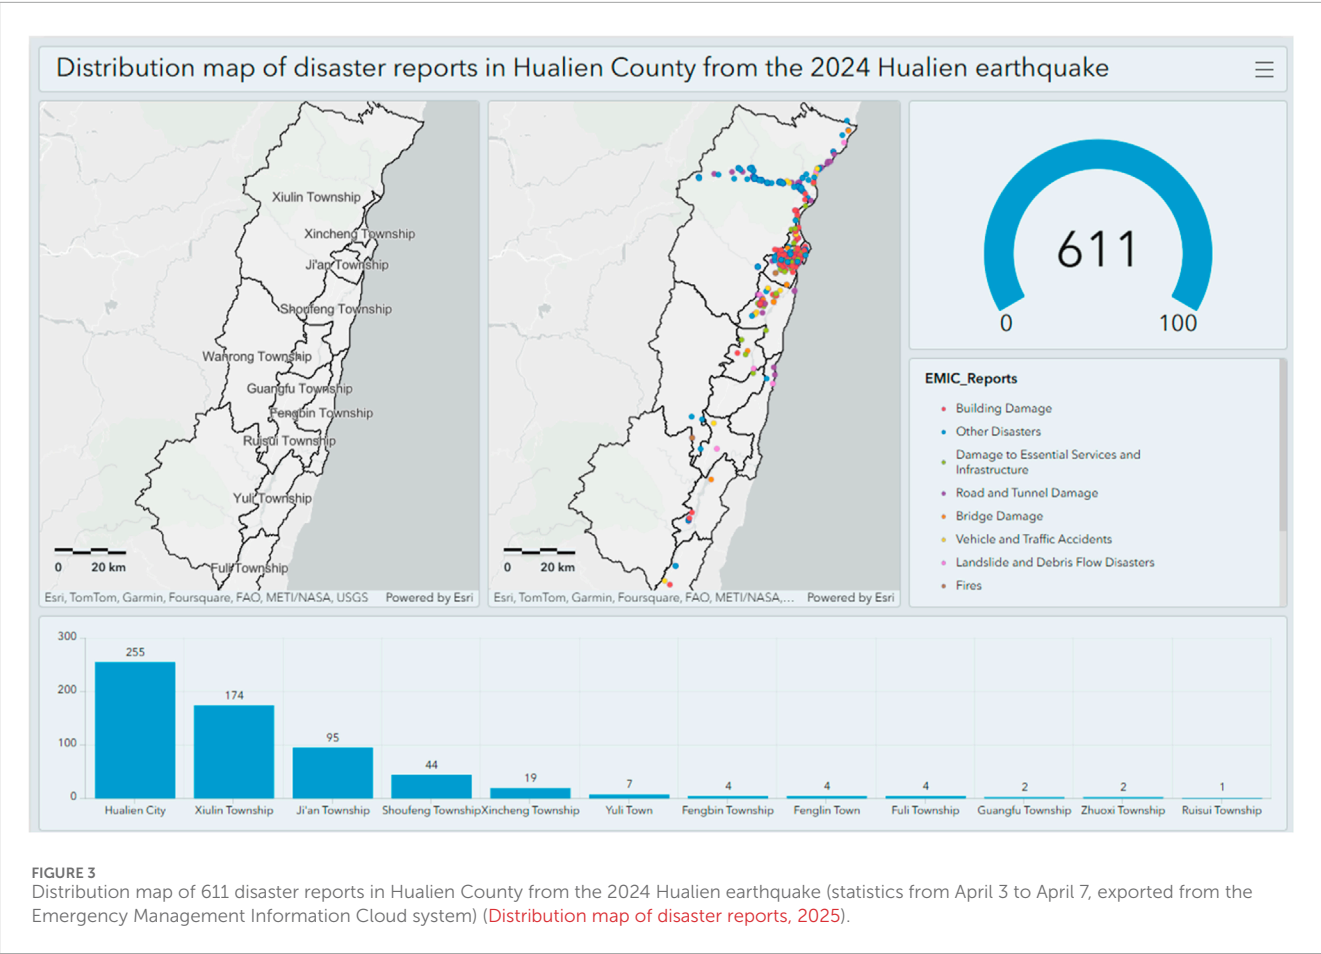 Distribution map of disaster reports in Hualien County from the 2024 Hualien earthquake
Xiulin Township
Xincheng Township
Ji'an Township
Shoufeng Township
Wanrong Township
Guangfu Township
Fengbin Township
Ruisui Township
Yuli Township
Fuli Township
0 20 km
Esri, TomTom, Garmin, Foursquare, FAO, METI/NASA, USGS Powered by Esri
0 20 km
Esri, TomTom, Garmin, Foursquare, FAO, METI/NASA,... Powered by Esri
611
0 100
EMIC_Reports
Building Damage
Other Disasters
Damage to Essential Services and
Infrastructure
Road and Tunnel Damage
Bridge Damage
Vehicle and Traffic Accidents
Landslide and Debris Flow Disasters
Fires
300
200
100
0
255
174
95
44
19
7
4
4
4
2
2
1
Hualien City
Xiulin Township
Ji'an Township
Shoufeng Township
Xincheng Township
Yuli Town
Fengbin Township
Fenglin Town
Fuli Township
Guangfu Township
Zhuoxi Township
Ruisui Township
FIGURE 3
Distribution map of 611 disaster reports in Hualien County from the 2024 Hualien earthquake (statistics from April 3 to April 7, exported from the
Emergency Management Information Cloud system) (Distribution map of disaster reports, 2025).